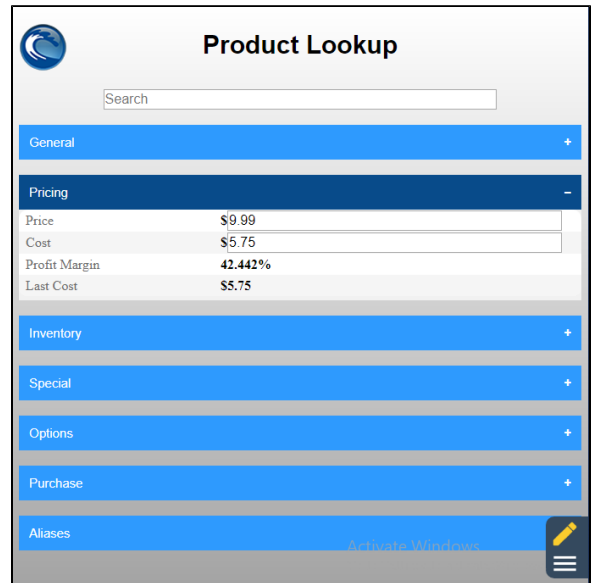 Product Lookup
Search
General +
Pricing –
Price $9.99
Cost $5.75
Profit Margin 42.442%
Last Cost $5.75
Inventory +
Special +
Options +
Purchase +
Aliases
Activate Windows